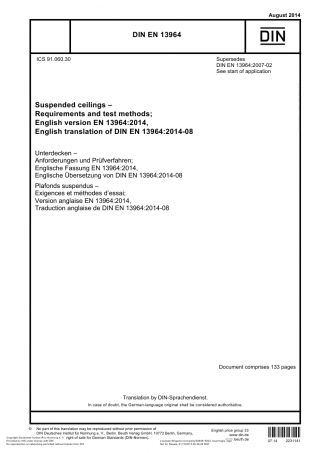 August 2014
DIN EN 13964
DIN
ICS 91.060.30
Supersedes
DIN EN 13964:2007-02
See start of application
Suspended ceilings –
Requirements and test methods;
English version EN 13964:2014,
English translation of DIN EN 13964:2014-08
Unterdecken –
Anforderungen und Prüfverfahren;
Englische Fassung EN 13964:2014,
Englische Übersetzung von DIN EN 13964:2014-08
Plafonds suspendus –
Exigences et méthodes d'essai;
Version anglaise EN 13964:2014,
Traduction anglaise de DIN EN 13964:2014-08
Document comprises 133 pages
Translation by DIN-Sprachendienst.
In case of doubt, the German-language original shall be considered authoritative.
© No part of this translation may be reproduced without prior permission of
DIN Deutsches Institut für Normung e. V., Berlin. Beuth Verlag GmbH, 10772 Berlin, Germany,
right of sale for German Standards (DIN-Normen).
English price group 33
www.din.de
www.beuth.de